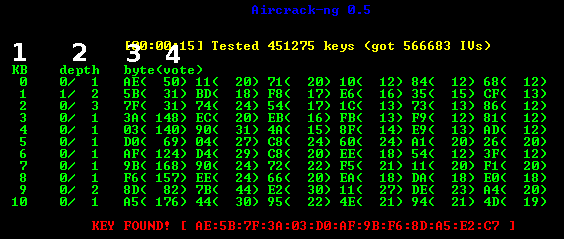 Aircrack-ng 0.5
1 2 3 4
[00:00:15] Tested 451275 keys (got 566683 IVs)
KB depth byte(vote)
0 0/ 1 AE( 50) 11( 20) 71( 20) 10( 12) 84( 12) 68( 12)
1 1/ 2 5B( 31) BD( 18) F8( 17) E6( 16) 35( 15) CF( 13)
2 0/ 3 7F( 31) 74( 24) 54( 17) 1C( 13) 73( 13) 86( 12)
3 0/ 1 3A( 148) EC( 20) EB( 16) FB( 13) F9( 12) 81( 12)
4 0/ 1 03( 140) 90( 31) 4A( 15) 8F( 14) E9( 13) AD( 12)
5 0/ 1 D0( 69) 04( 27) C8( 24) 60( 24) A1( 20) 26( 20)
6 0/ 1 AF( 124) D4( 29) C8( 20) EE( 18) 54( 12) 3F( 12)
7 0/ 1 9B( 168) 90( 24) 72( 22) F5( 21) 11( 20) F1( 20)
8 0/ 1 F6( 157) EE( 24) 66( 20) EA( 18) DA( 18) E0( 18)
9 0/ 2 8D( 82) 7B( 44) E2( 30) 11( 27) DE( 23) A4( 20)
10 0/ 1 A5( 176) 44( 30) 95( 22) 4E( 21) 94( 21) 4D( 19)
KEY FOUND! [ AE:5B:7F:3A:03:D0:AF:9B:F6:8D:A5:E2:C7 ]